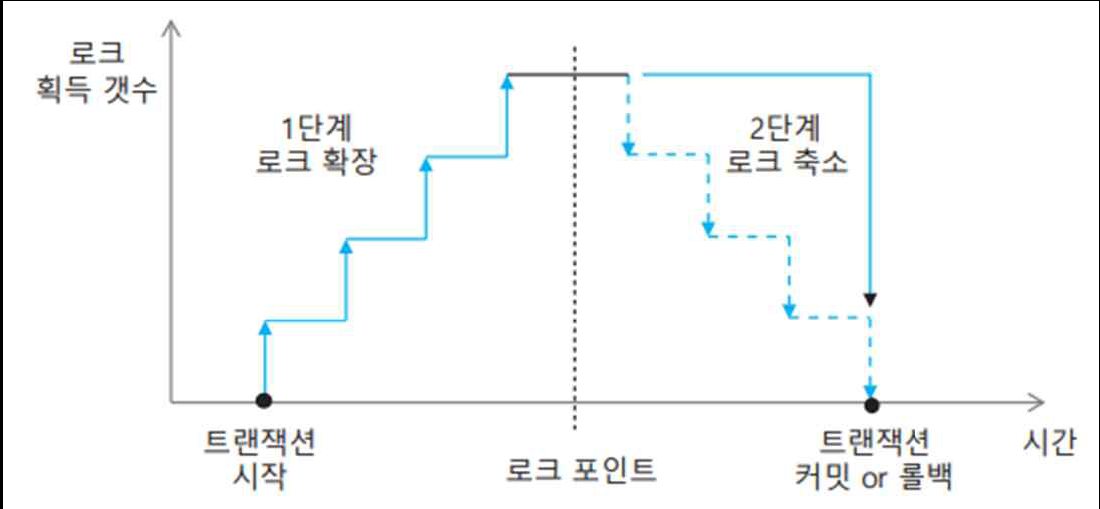 로크
획득 갯수
1단계
로크 확장
2단계
로크 축소
트랜잭션
시작
로크 포인트
트랜잭션
커밋 or 롤백
시간